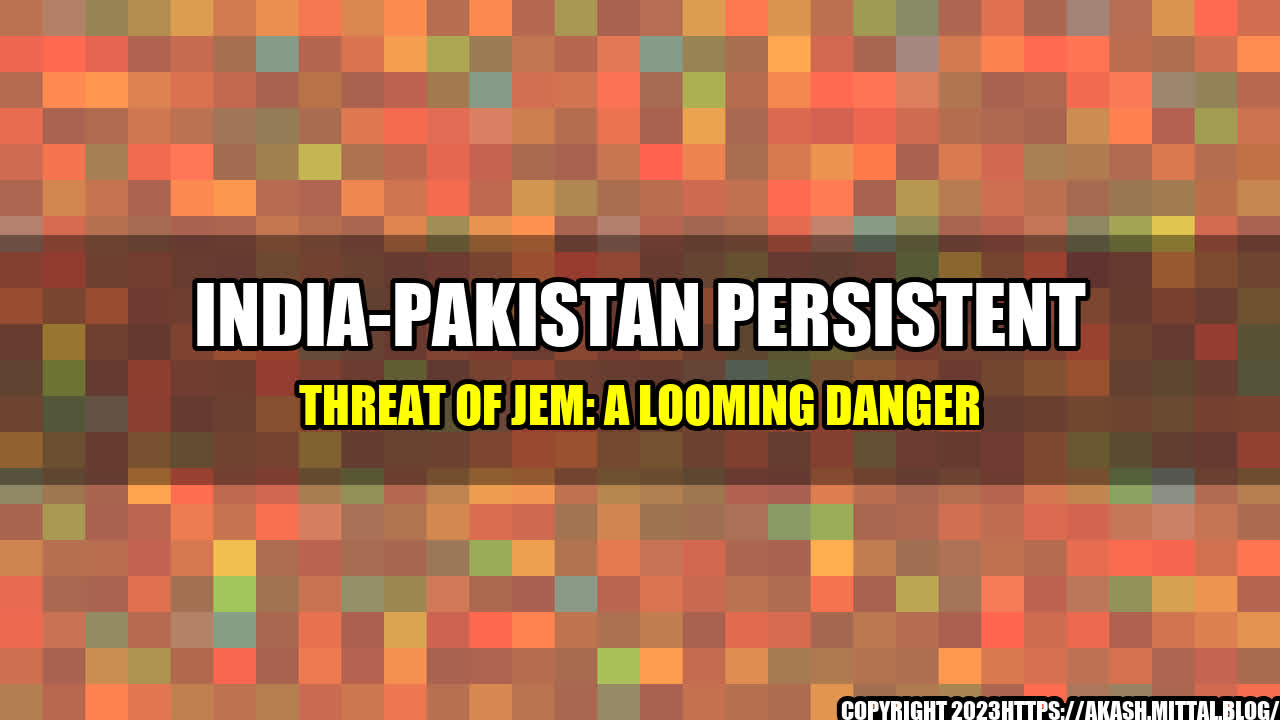 INDIA-PAKISTAN PERSISTENT
THREAT OF JEM: A LOOMING DANGER
COPYRIGHT 2023HTTPS://AKASH.MITTAL.BLOG/